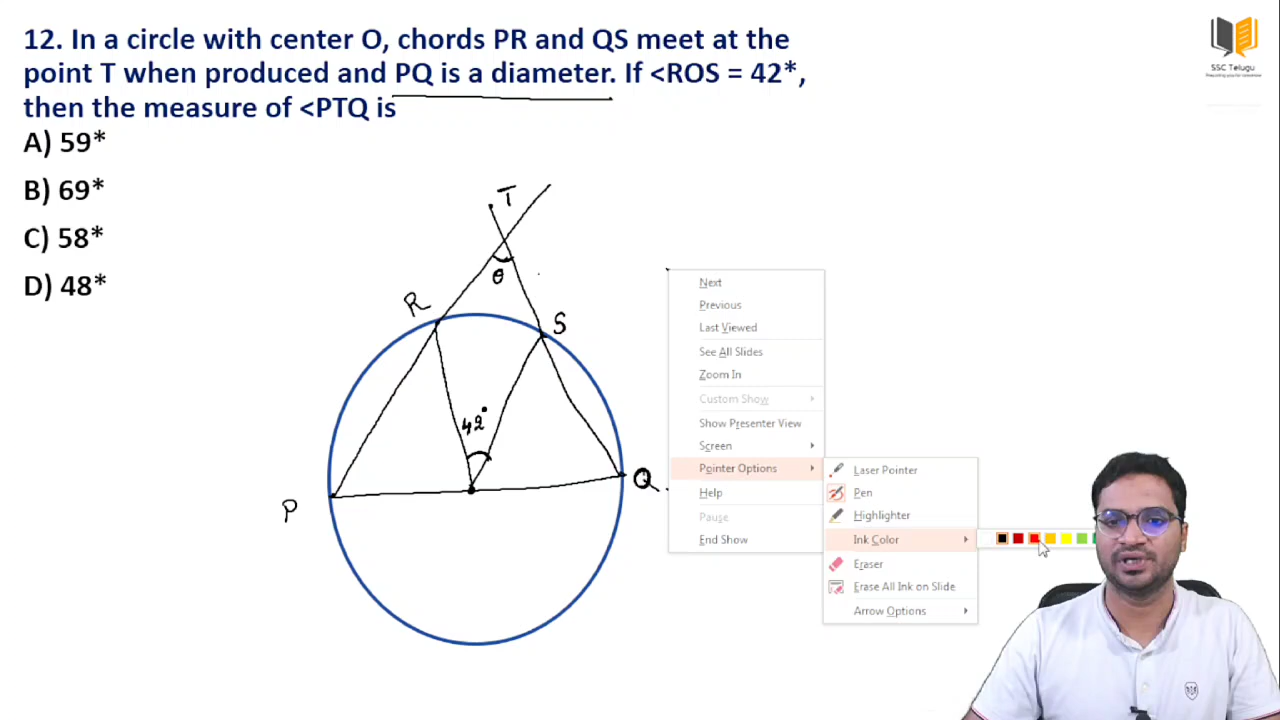 12. In a circle with center O, chords PR and QS meet at the
point T when produced and PQ is a diameter. If <ROS = 42*,
then the measure of <PTQ is
A) 59*
B) 69*
C) 58*
D) 48*
SSC Telugu
T
θ
R
S
42°
Q
P
Next
Previous
Last Viewed
See All Slides
Zoom In
Custom Show
Show Presenter View
Screen
Pointer Options
Help
Pause
End Show
Laser Pointer
Pen
Highlighter
Ink Color
Eraser
Erase All Ink on Slide
Arrow Options